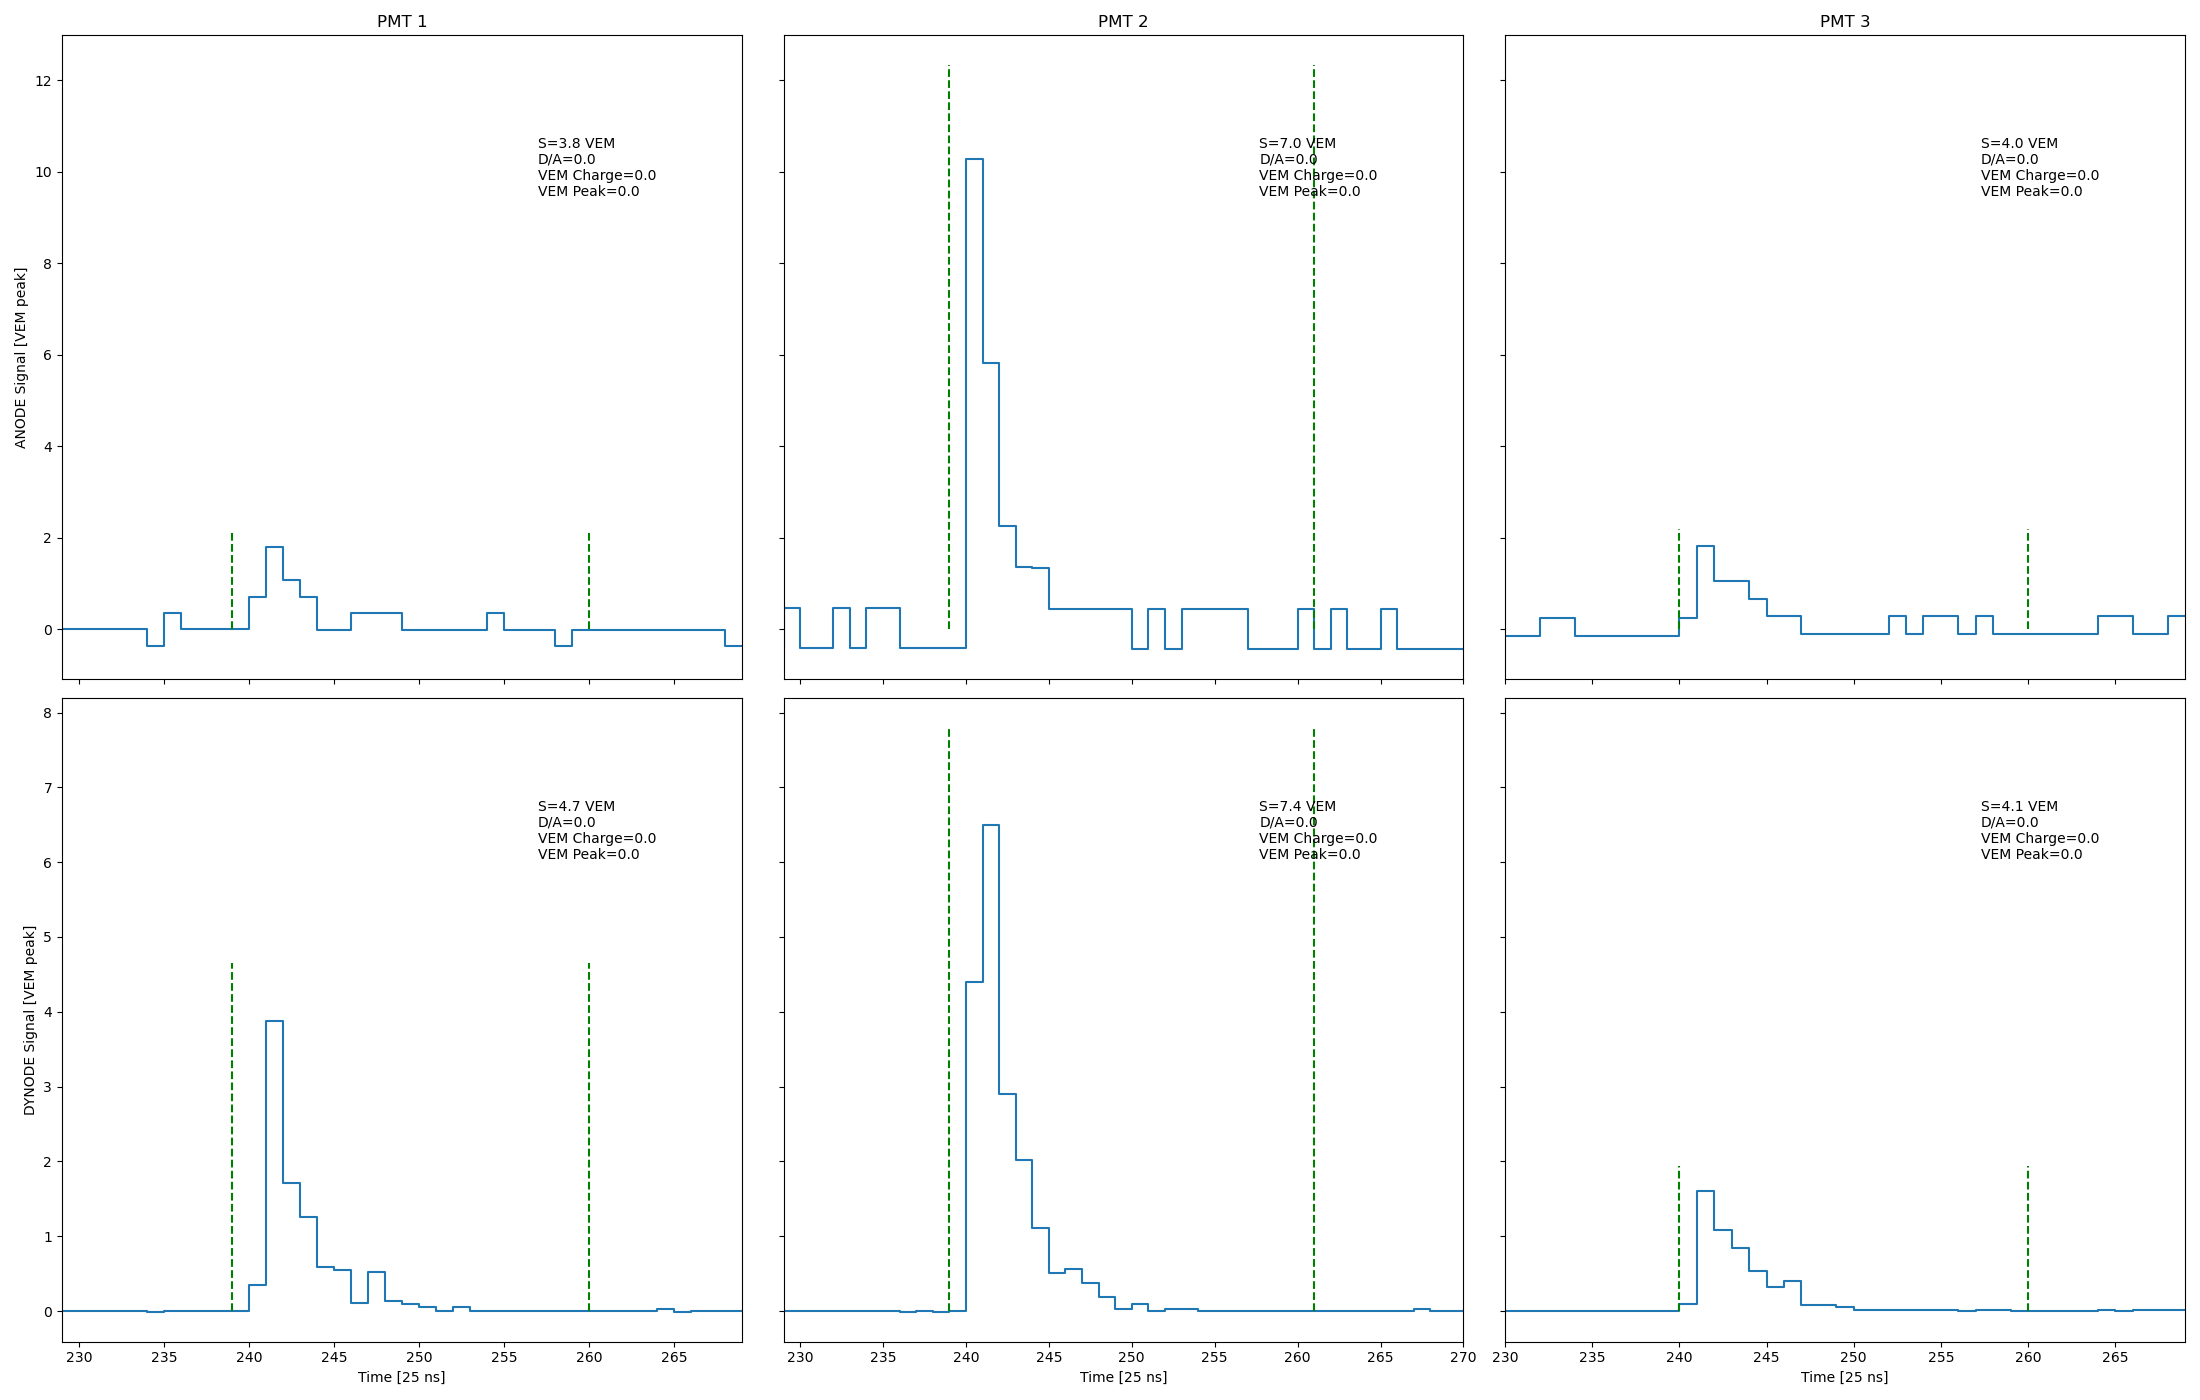 PMT 1
PMT 2
PMT 3
ANODE Signal [VEM peak]
12
10
8
6
4
2
0
S=3.8 VEM
D/A=0.0
VEM Charge=0.0
VEM Peak=0.0
S=7.0 VEM
D/A=0.0
VEM Charge=0.0
VEM Peak=0.0
S=4.0 VEM
D/A=0.0
VEM Charge=0.0
VEM Peak=0.0
DYNODE Signal [VEM peak]
8
7
6
5
4
3
2
1
0
S=4.7 VEM
D/A=0.0
VEM Charge=0.0
VEM Peak=0.0
S=7.4 VEM
D/A=0.0
VEM Charge=0.0
VEM Peak=0.0
S=4.1 VEM
D/A=0.0
VEM Charge=0.0
VEM Peak=0.0
230 235 240 245 250 255 260 265
230 235 240 245 250 255 260 265 270
230 235 240 245 250 255 260 265
Time [25 ns]
Time [25 ns]
Time [25 ns]